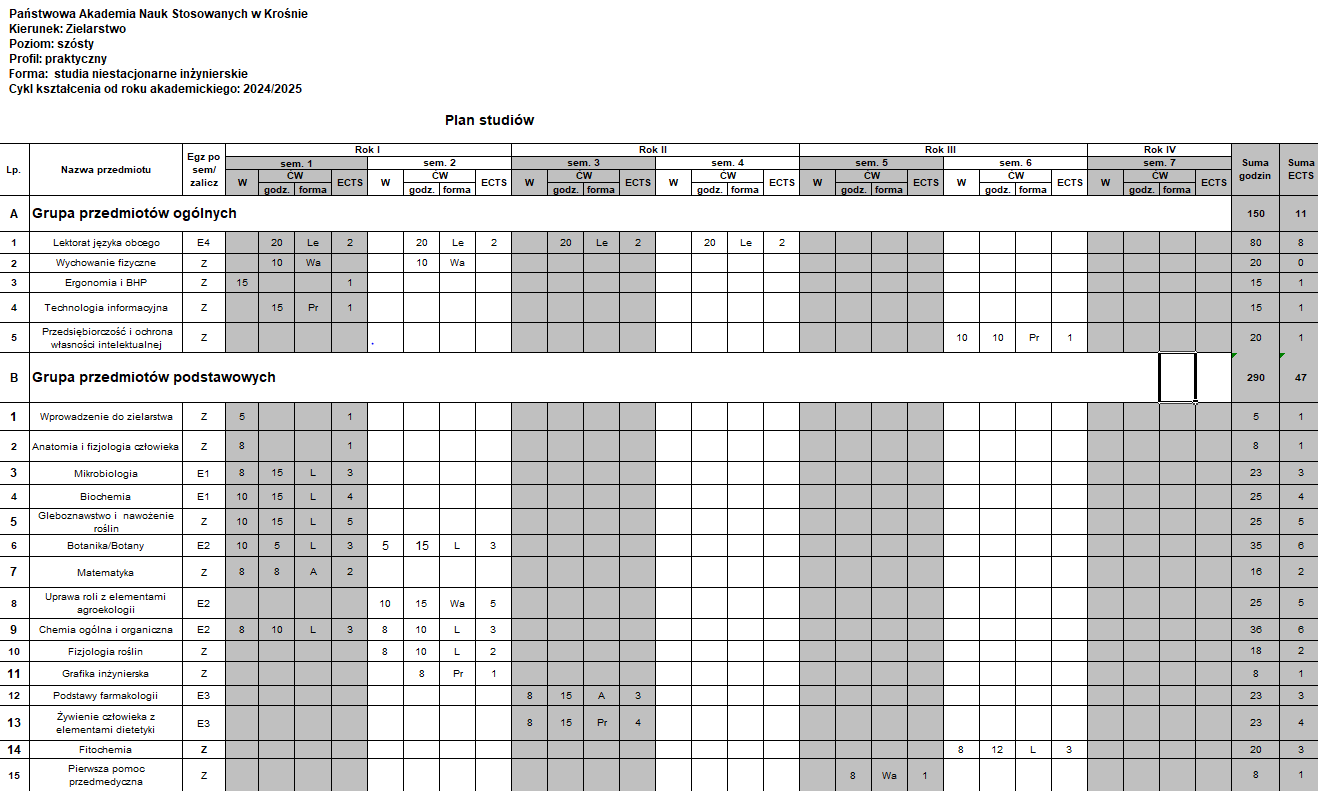 Państwowa Akademia Nauk Stosowanych w Krośnie
Kierunek: Zielarstwo
Poziom: szósty
Profil: praktyczny
Forma: studia niestacjonarne inżynierskie
Cykl kształcenia od roku akademickiego: 2024/2025
Plan studiów
Lp. Nazwa przedmiotu Egz po sem/ zalicz Rok I Rok II Rok III Rok IV Suma godzin Suma ECTS
sem. 1 sem. 2 sem. 3 sem. 4 sem. 5 sem. 6 sem. 7
W ĆW ECTS W ĆW ECTS W ĆW ECTS W ĆW ECTS W ĆW ECTS W ĆW ECTS W ĆW ECTS
godz. forma godz. forma godz. forma godz. forma godz. forma godz. forma godz. forma
A Grupa przedmiotów ogólnych 150 11
1 Lektorat języka obcego E4 20 Le 2 20 Le 2 20 Le 2 20 Le 2 80 8
2 Wychowanie fizyczne Z 10 Wa 10 Wa 20 0
3 Ergonomia i BHP Z 15 1 15 1
4 Technologia informacyjna Z 15 Pr 1 15 1
5 Przedsiębiorczość i ochrona własności intelektualnej Z . 10 10 Pr 1 20 1
B Grupa przedmiotów podstawowych 290 47
1 Wprowadzenie do zielarstwa Z 5 1 5 1
2 Anatomia i fizjologia człowieka Z 8 1 8 1
3 Mikrobiologia E1 8 15 L 3 23 3
4 Biochemia E1 10 15 L 4 25 4
5 Gleboznawstwo i nawożenie roślin Z 10 15 L 5 25 5
6 Botanika/Botany E2 10 5 L 3 5 15 L 3 35 6
7 Matematyka Z 8 8 A 2 16 2
8 Uprawa roli z elementami agroekologii E2 10 15 Wa 5 25 5
9 Chemia ogólna i organiczna E2 8 10 L 3 8 10 L 3 36 6
10 Fizjologia roślin Z 8 10 L 2 18 2
11 Grafika inżynierska Z 8 Pr 1 8 1
12 Podstawy farmakologii E3 8 15 A 3 23 3
13 Żywienie człowieka z elementami dietetyki E3 8 15 Pr 4 23 4
14 Fitochemia Z 8 12 L 3 20 3
15 Pierwsza pomoc przedmedyczna Z 8 Wa 1 8 1